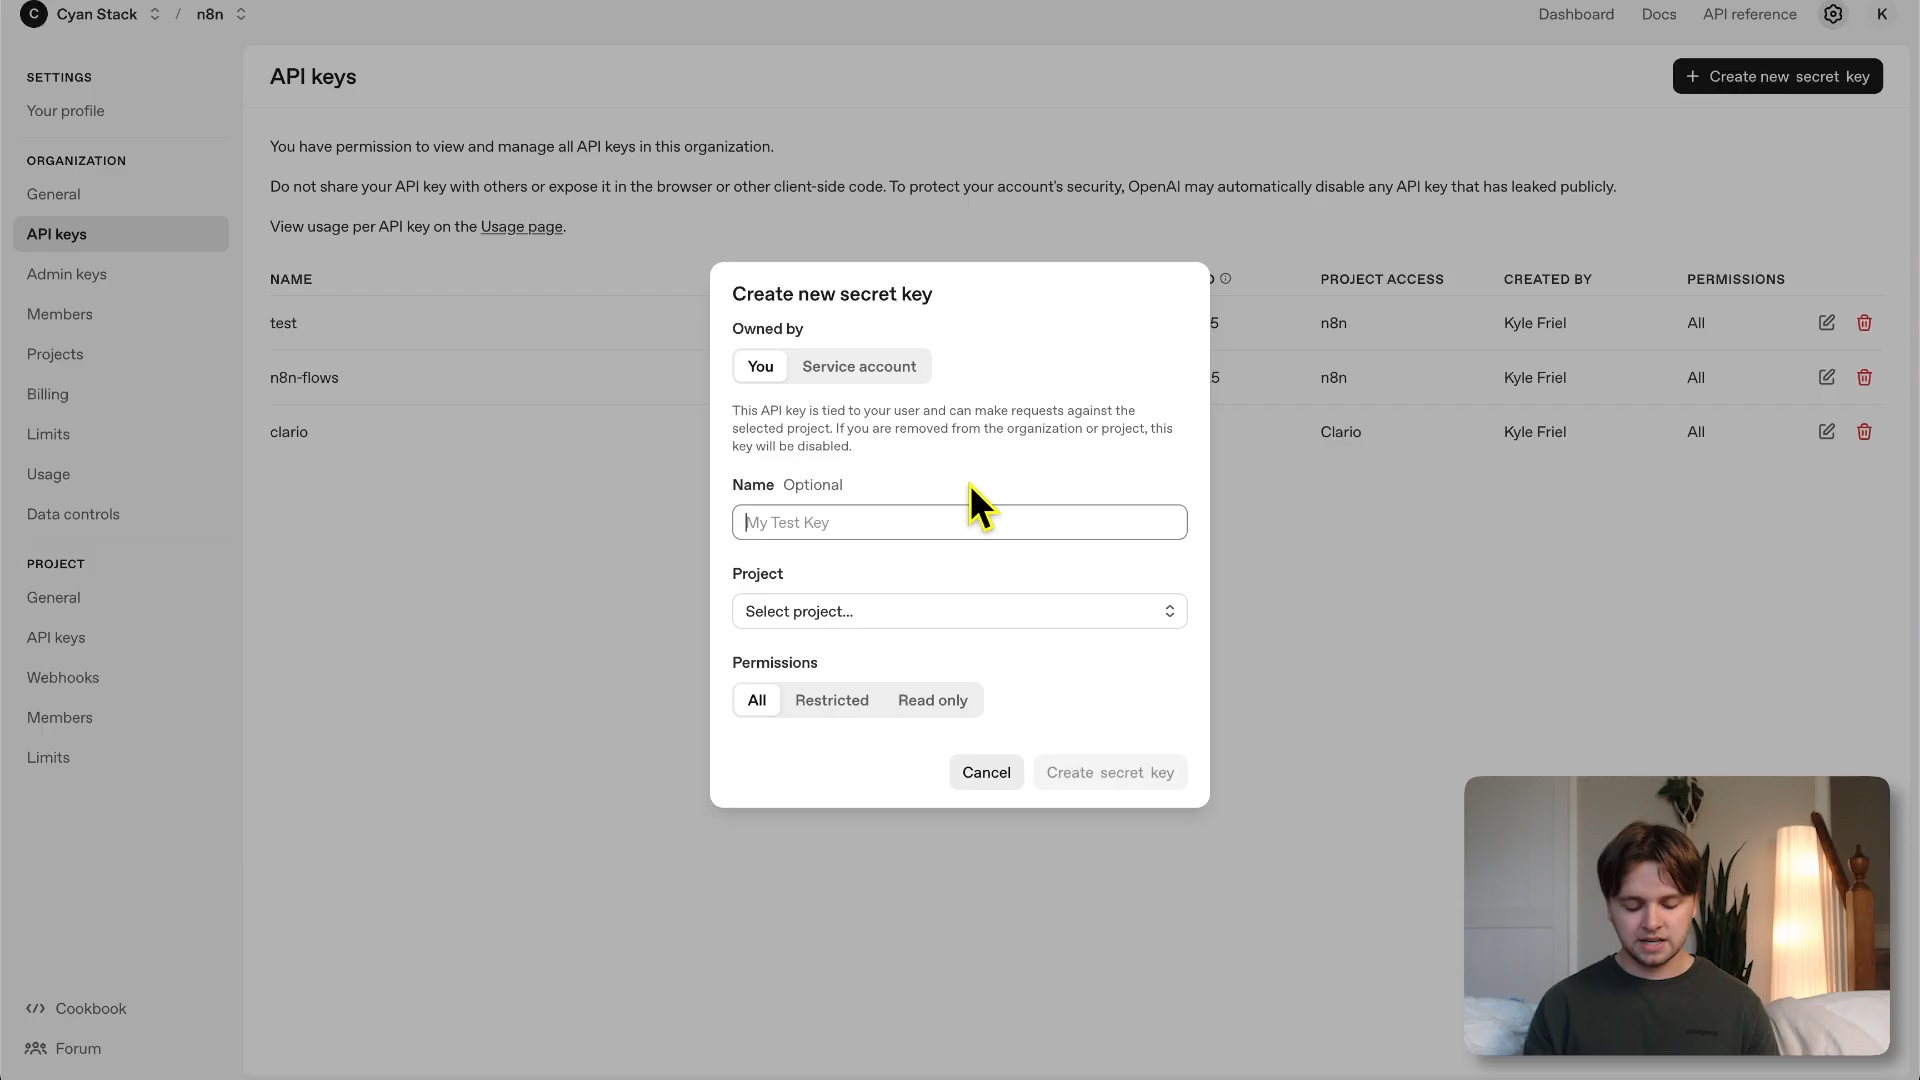 C Cyan Stack / n8n
Dashboard Docs API reference K
SETTINGS
Your profile
ORGANIZATION
General
API keys
Admin keys
Members
Projects
Billing
Limits
Usage
Data controls
PROJECT
General
API keys
Webhooks
Members
Limits
Cookbook
Forum
API keys
+ Create new secret key
You have permission to view and manage all API keys in this organization.
Do not share your API key with others or expose it in the browser or other client-side code. To protect your account's security, OpenAI may automatically disable any API key that has leaked publicly.
View usage per API key on the Usage page.
NAME PROJECT ACCESS CREATED BY PERMISSIONS
test 5 n8n Kyle Friel All
n8n-flows 5 n8n Kyle Friel All
clario Clario Kyle Friel All
Create new secret key
Owned by
You Service account
This API key is tied to your user and can make requests against the
selected project. If you are removed from the organization or project, this
key will be disabled.
Name Optional
My Test Key
Project
Select project...
Permissions
All Restricted Read only
Cancel Create secret key